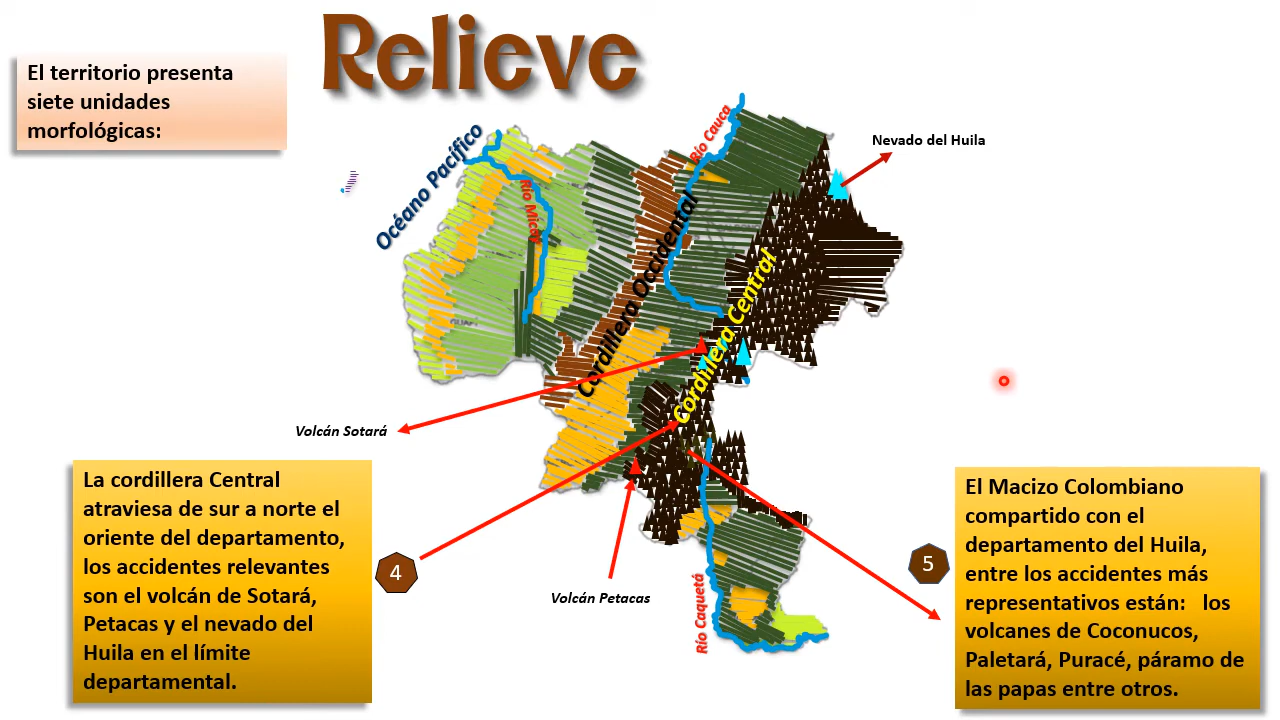 Relieve
El territorio presenta
siete unidades
morfológicas:
Océano Pacífico
Río Micay
Río Cauca
Nevado del Huila
Cordillera Occidental
Cordillera Central
Volcán Sotará
La cordillera Central
atraviesa de sur a norte el
oriente del departamento,
los accidentes relevantes
son el volcán de Sotará,
Petacas y el nevado del
Huila en el límite
departamental.
4
Volcán Petacas
Río Caquetá
5
El Macizo Colombiano
compartido con el
departamento del Huila,
entre los accidentes más
representativos están: los
volcanes de Coconucos,
Paletará, Puracé, páramo de
las papas entre otros.